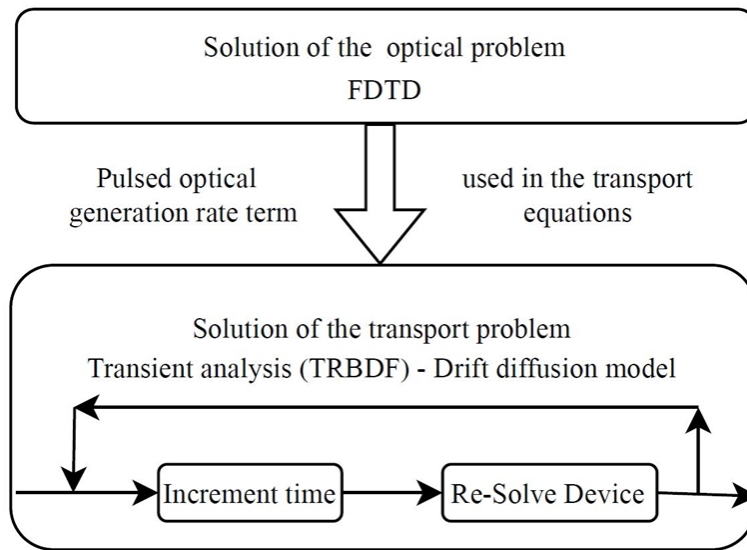 Solution of the optical problem
FDTD
Pulsed optical
generation rate term
used in the transport
equations
Solution of the transport problem
Transient analysis (TRBDF) - Drift diffusion model
Increment time
Re-Solve Device